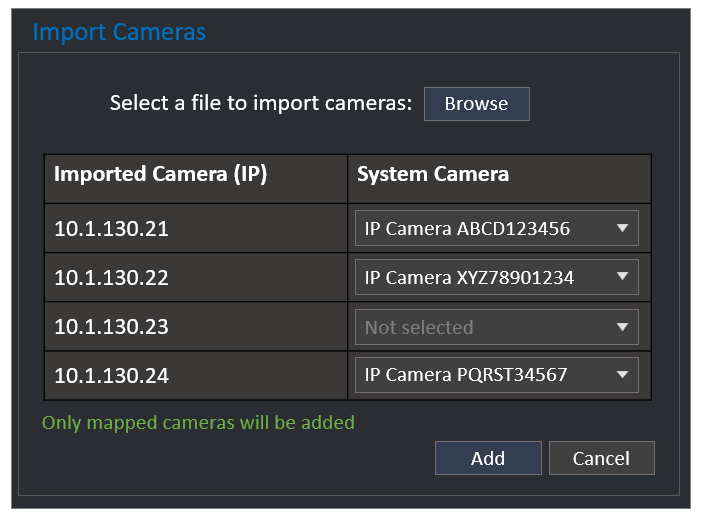 Import Cameras
Select a file to import cameras: Browse
Imported Camera (IP) System Camera
10.1.130.21 IP Camera ABCD123456
10.1.130.22 IP Camera XYZ78901234
10.1.130.23 Not selected
10.1.130.24 IP Camera PQRST34567
Only mapped cameras will be added
Add Cancel